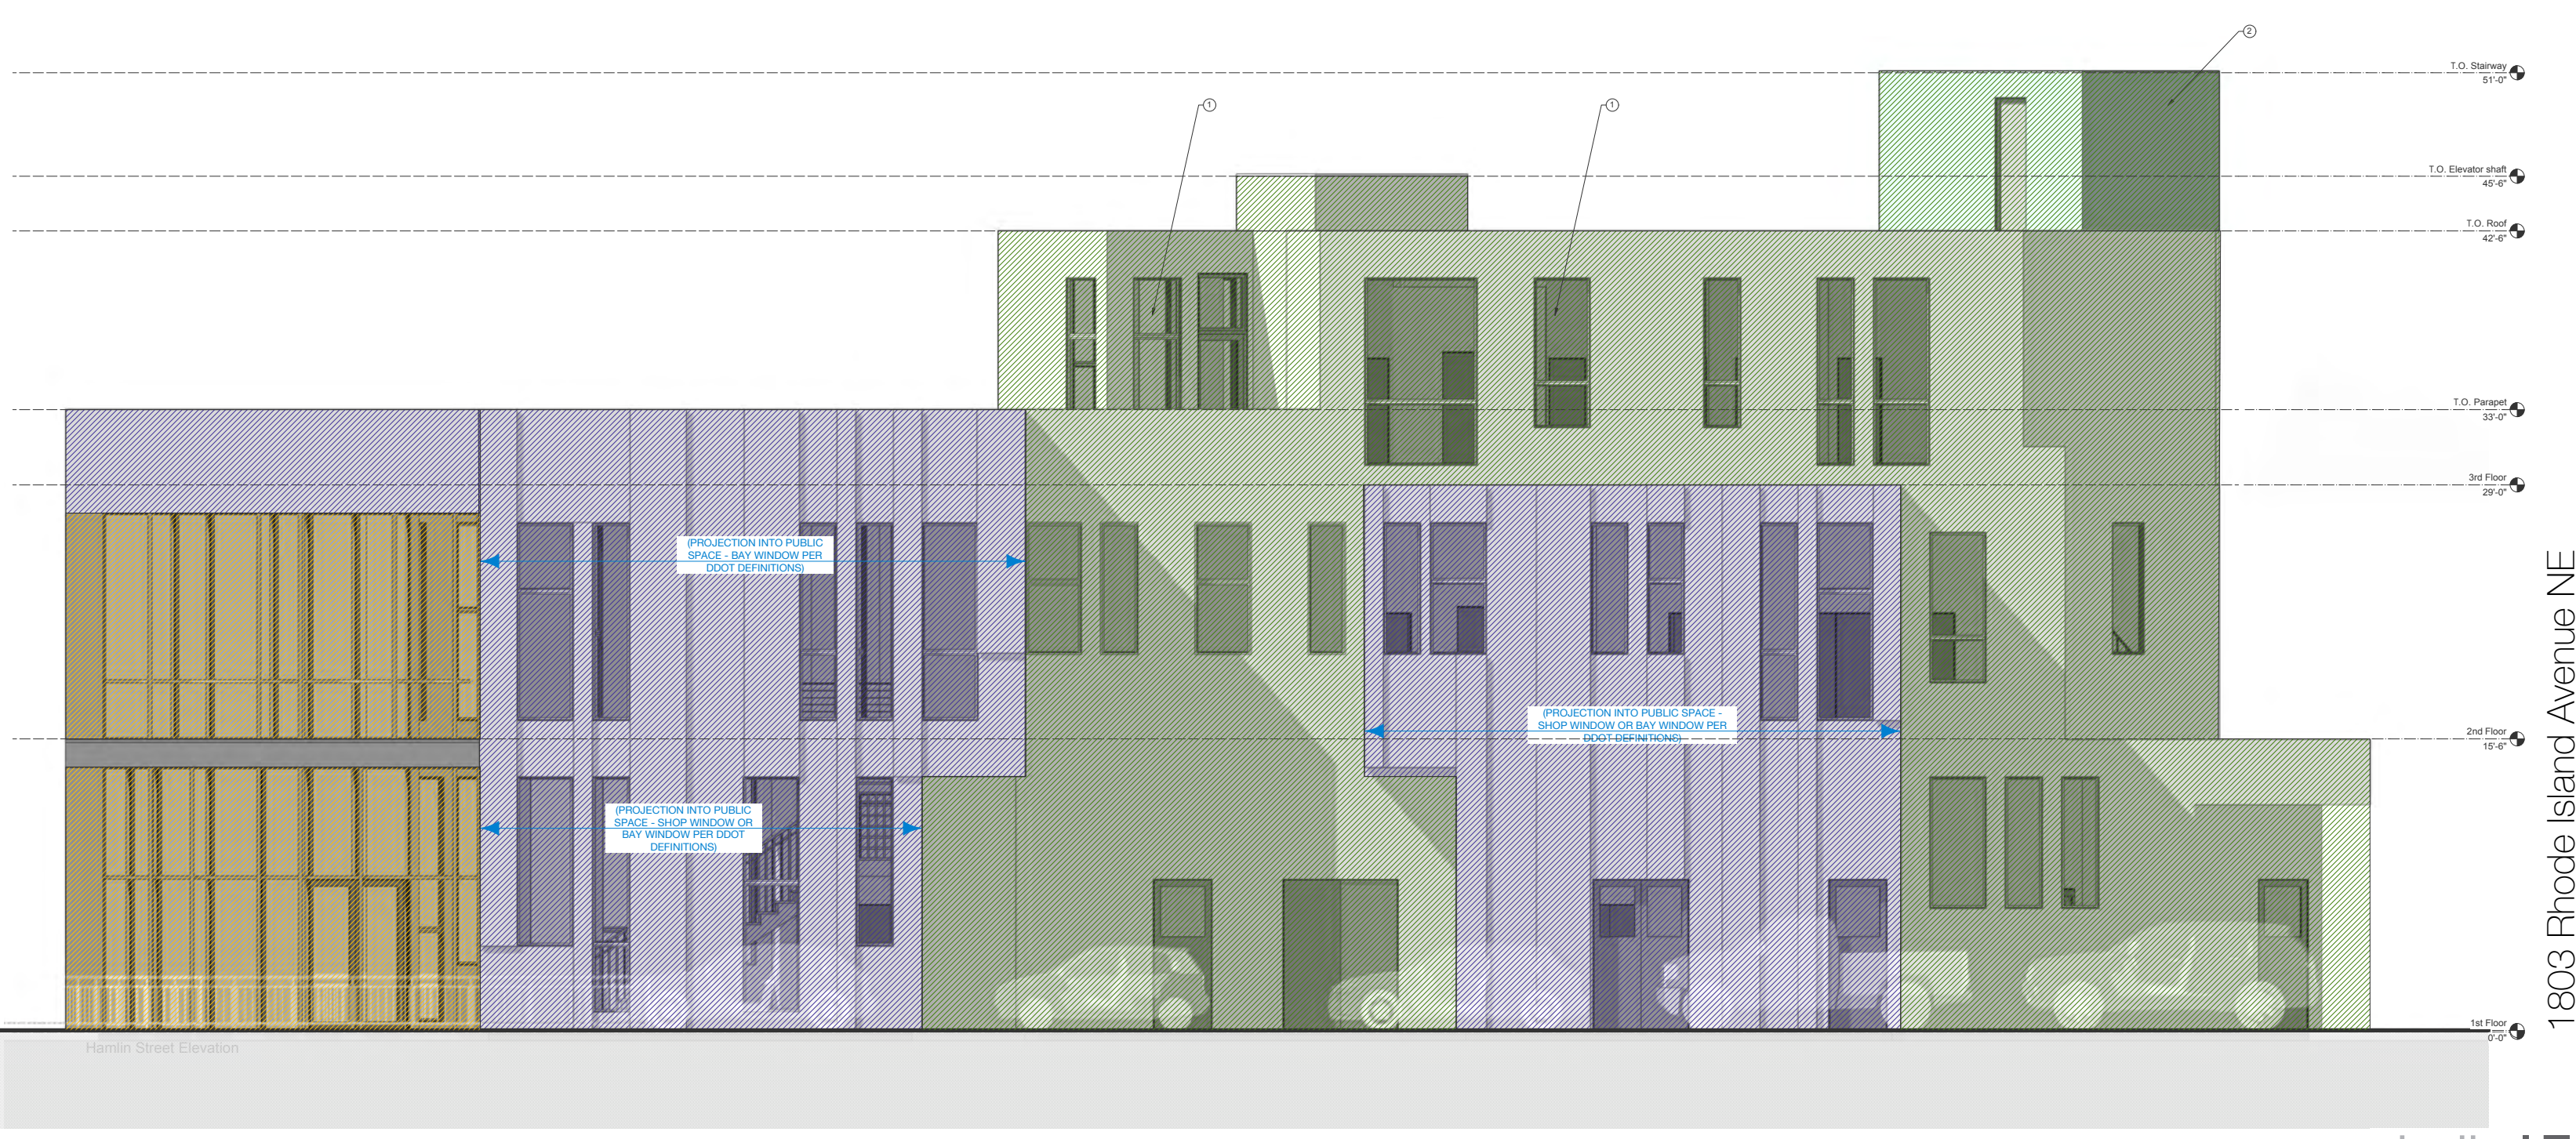 2
T.O. Stairway
51'-0"
1
1
T.O. Elevator shaft
45'-6"
T.O. Roof
42'-6"
T.O. Parapet
33'-0"
3rd Floor
29'-0"
(PROJECTION INTO PUBLIC
SPACE - BAY WINDOW PER
DDOT DEFINITIONS)
(PROJECTION INTO PUBLIC SPACE -
SHOP WINDOW OR BAY WINDOW PER
DDOT DEFINITIONS)
2nd Floor
15'-6"
(PROJECTION INTO PUBLIC
SPACE - SHOP WINDOW OR
BAY WINDOW PER DDOT
DEFINITIONS)
1st Floor
0'-0"
Hamlin Street Elevation
1803 Rhode Island Avenue NE